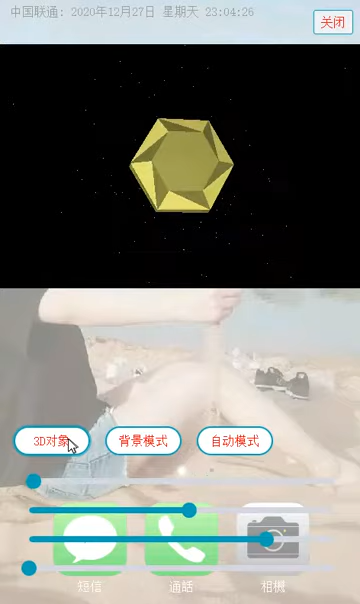 中国联通: 2020年12月27日 星期天 23:04:26
关闭
3D对象 背景模式 自动模式
短信 通話 相機